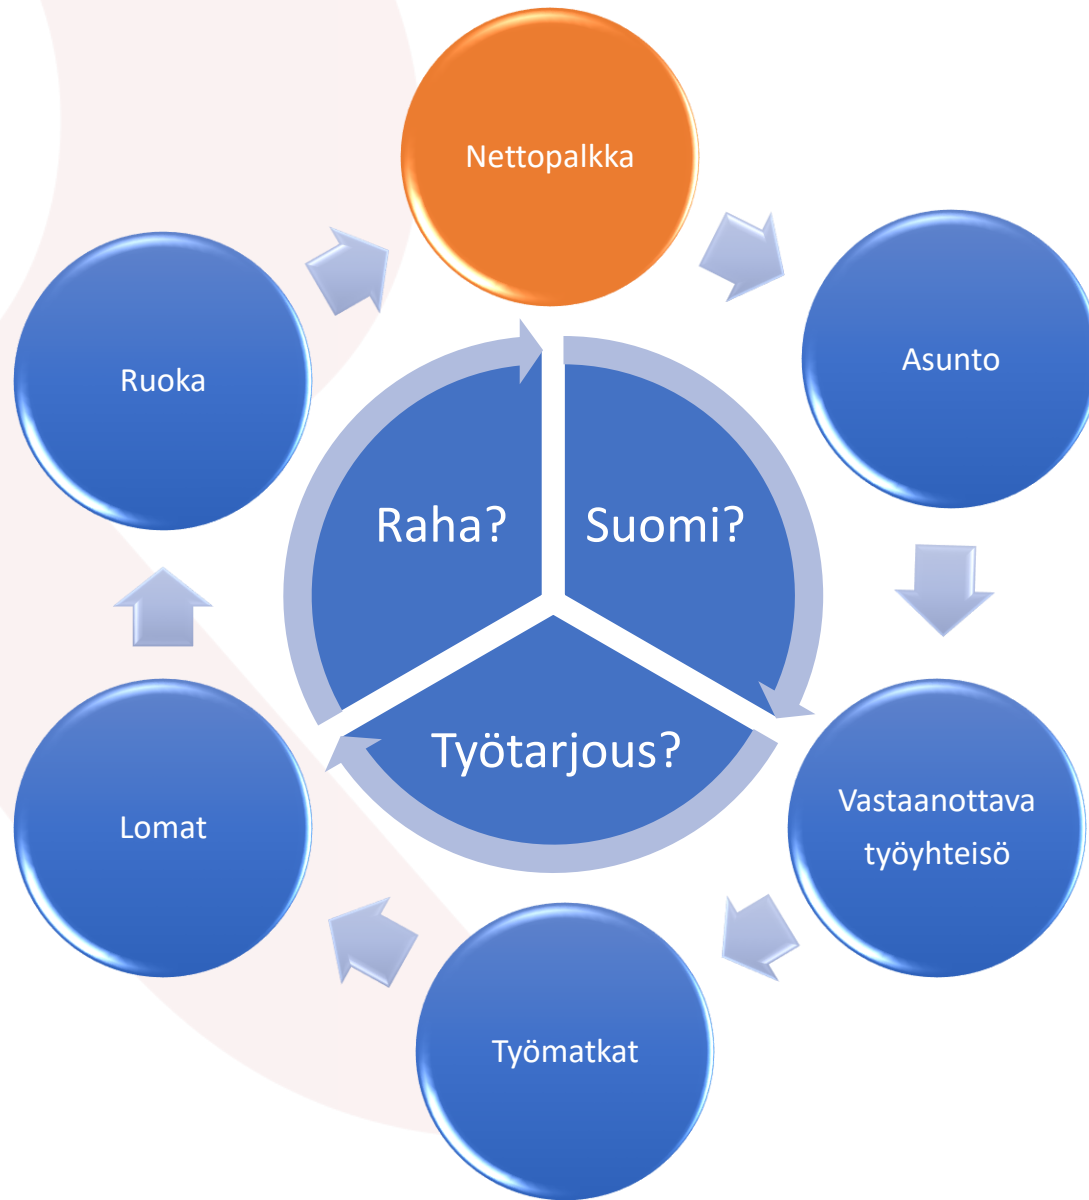 Nettopalkka
Asunto
Vastaanottava
työyhteisö
Työmatkat
Lomat
Ruoka
Raha?
Suomi?
Työtarjous?